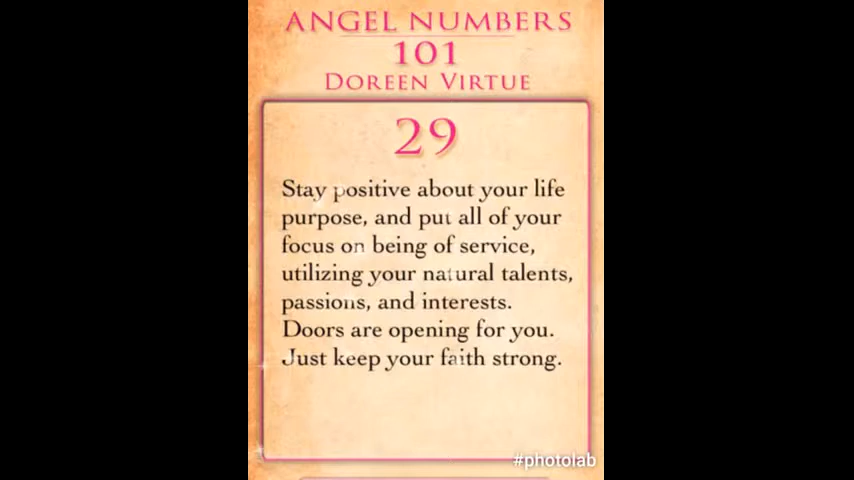 ANGEL NUMBERS
101
DOREEN VIRTUE
29
Stay positive about your life
purpose, and put all of your
focus on being of service,
utilizing your natural talents,
passions, and interests.
Doors are opening for you.
Just keep your faith strong.
#photolab